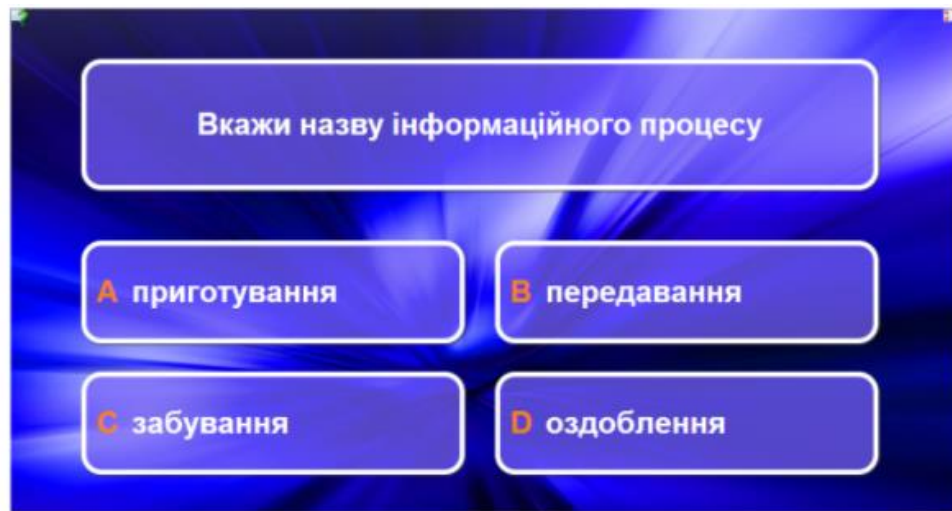 Вкажи назву інформаційного процесу
A приготування
B передавання
C забування
D оздоблення